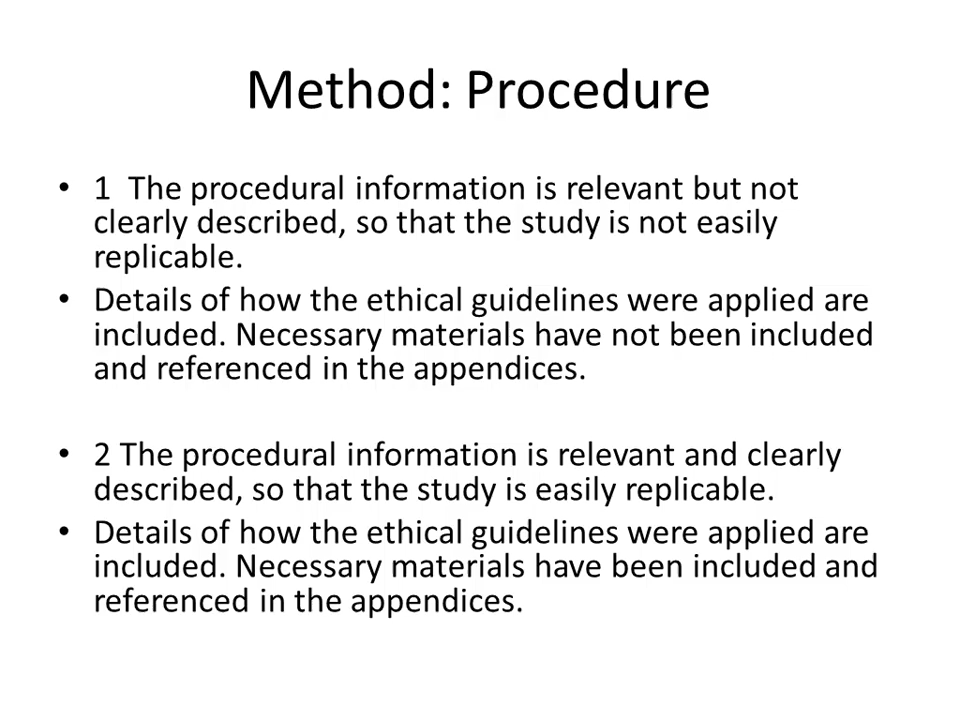 Method: Procedure
• 1  The procedural information is relevant but not
clearly described, so that the study is not easily
replicable.
• Details of how the ethical guidelines were applied are
included. Necessary materials have not been included
and referenced in the appendices.
• 2 The procedural information is relevant and clearly
described, so that the study is easily replicable.
• Details of how the ethical guidelines were applied are
included. Necessary materials have been included and
referenced in the appendices.